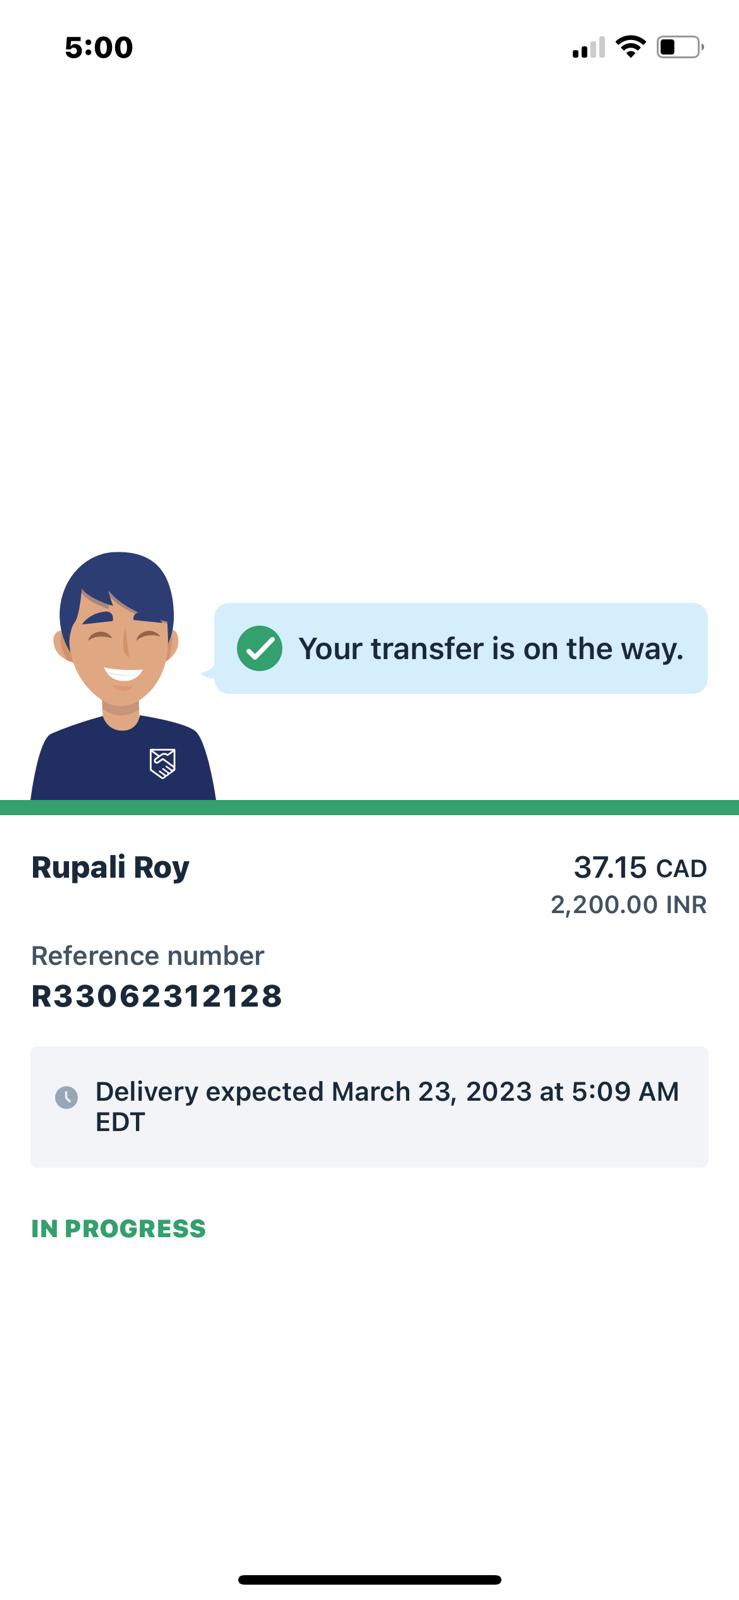 5:00
Your transfer is on the way.
Rupali Roy
37.15 CAD
2,200.00 INR
Reference number
R33062312128
Delivery expected March 23, 2023 at 5:09 AM
EDT
IN PROGRESS